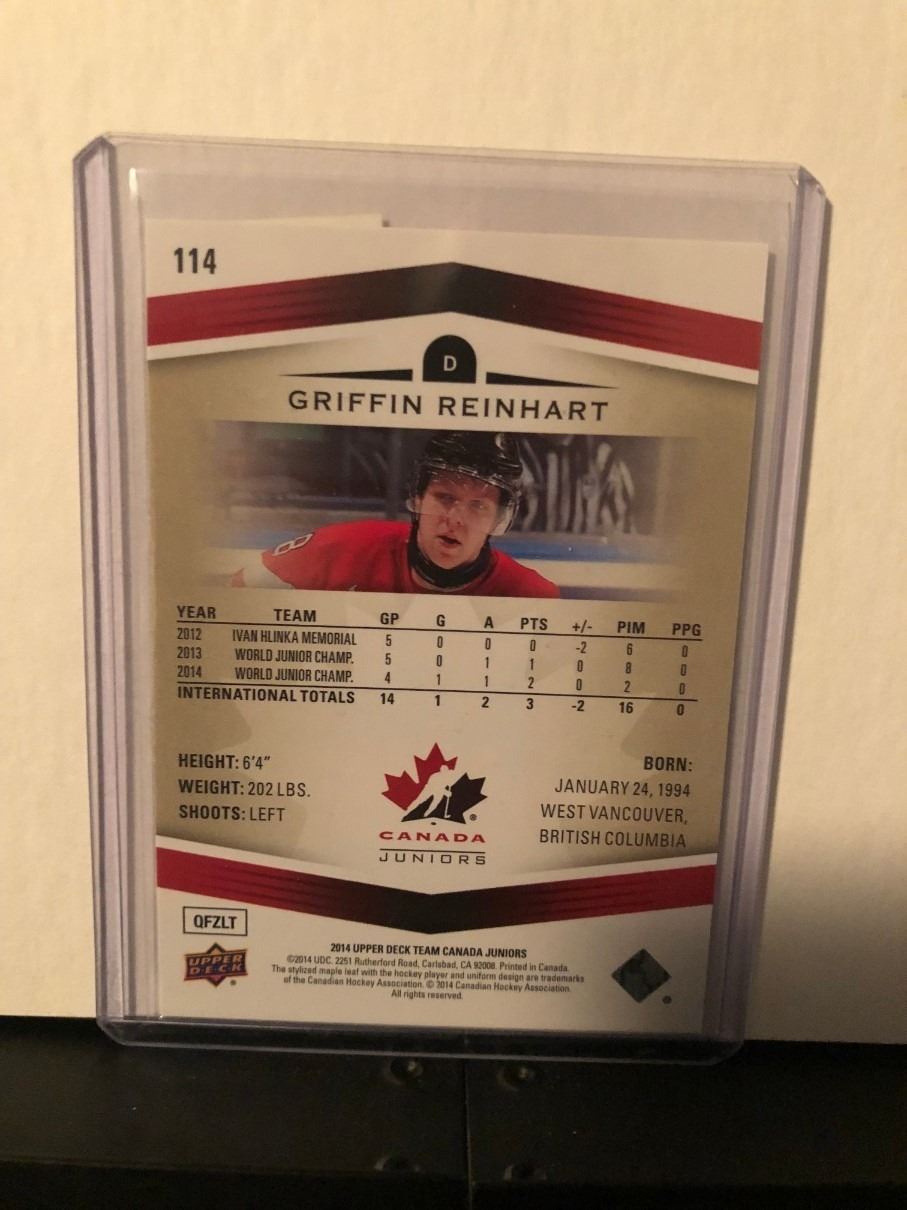 114
D
GRIFFIN REINHART
8
YEAR TEAM GP G A PTS +/- PIM PPG
2012 IVAN HLINKA MEMORIAL 5 0 0 0 -2 6 0
2013 WORLD JUNIOR CHAMP. 5 0 1 1 0 8 0
2014 WORLD JUNIOR CHAMP. 4 1 1 2 0 2 0
INTERNATIONAL TOTALS 14 1 2 3 -2 16 0
HEIGHT: 6'4"
WEIGHT: 202 LBS.
SHOOTS: LEFT
®
CANADA
JUNIORS
BORN:
JANUARY 24, 1994
WEST VANCOUVER,
BRITISH COLUMBIA
QFZLT
UPPER
DECK
®
2014 UPPER DECK TEAM CANADA JUNIORS
©2014 UDC. 2251 Rutherford Road, Carlsbad, CA 92008. Printed in Canada.
The stylized maple leaf with the hockey player and uniform design are trademarks
of the Canadian Hockey Association. © 2014 Canadian Hockey Association.
All rights reserved.
®